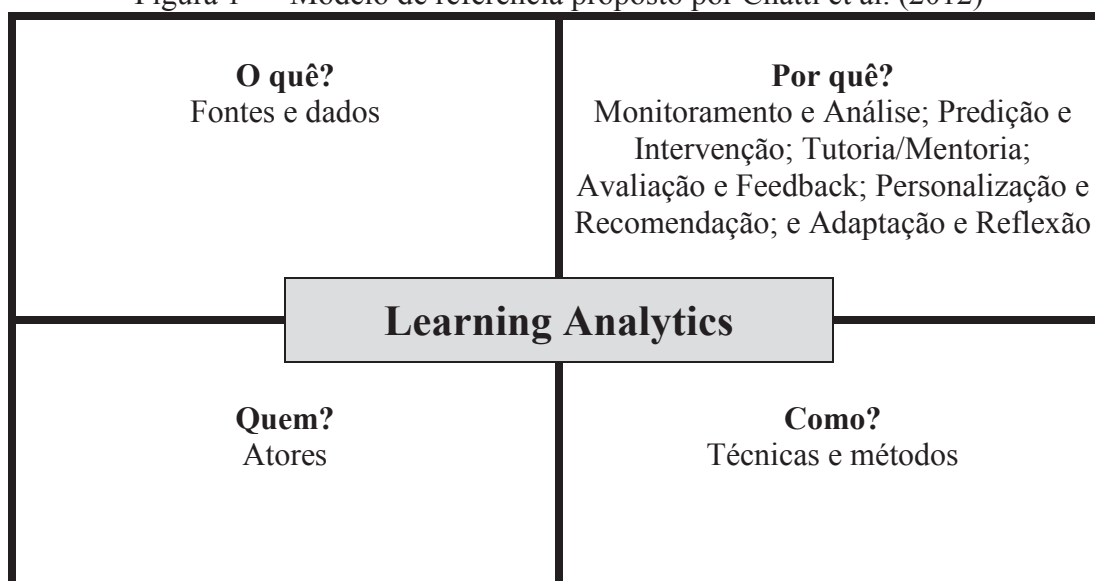 Figura 1 — Modelo de referência proposto por Chatti et al. (2012)
O quê?
Fontes e dados
Por quê?
Monitoramento e Análise; Predição e
Intervenção; Tutoria/Mentoria;
Avaliação e Feedback; Personalização e
Recomendação; e Adaptação e Reflexão
Learning Analytics
Quem?
Atores
Como?
Técnicas e métodos